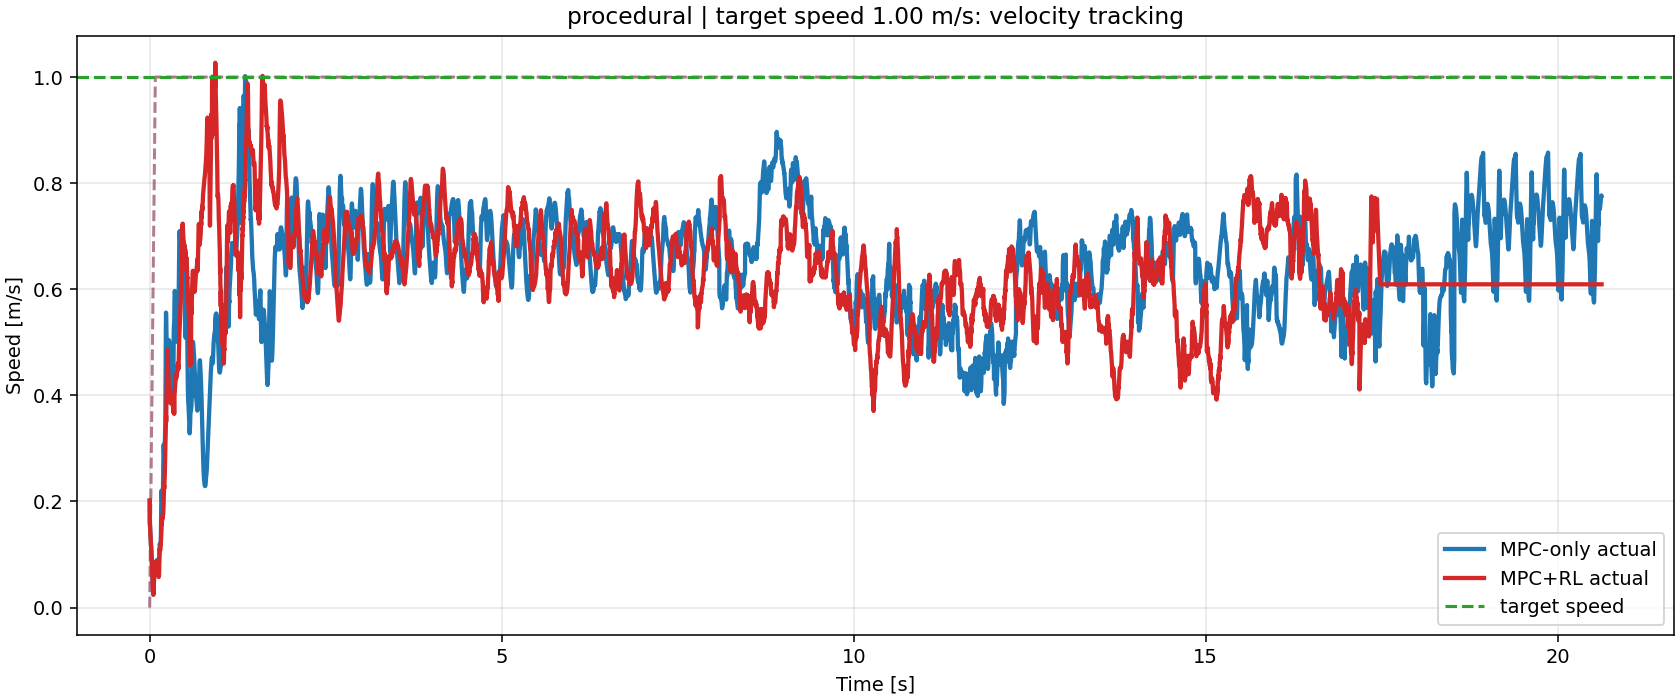 procedural | target speed 1.00 m/s: velocity tracking
1.0
0.8
0.6
0.4
0.2
0.0
Speed [m/s]
0 5 10 15 20
Time [s]
MPC-only actual
MPC+RL actual
target speed